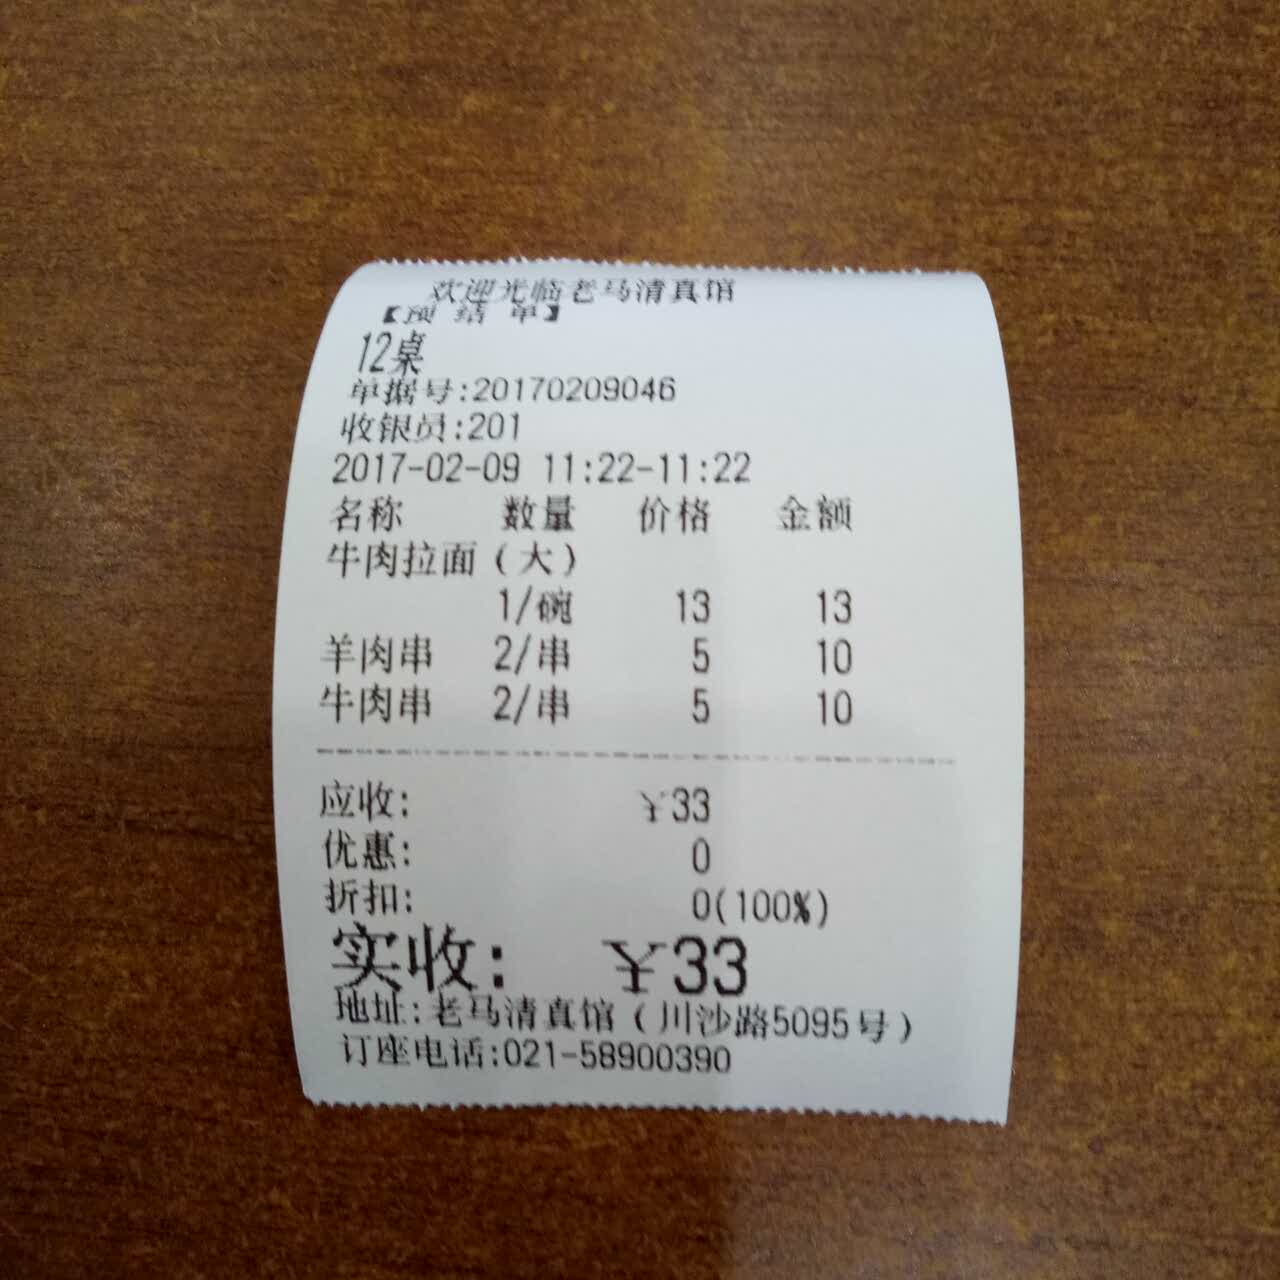 欢迎光临老马清真馆
【预 结 单】
12桌
单据号:20170209046
收银员:201
2017-02-09 11:22-11:22
名称 数量 价格 金额
牛肉拉面(大)
1/碗 13 13
羊肉串 2/串 5 10
牛肉串 2/串 5 10
应收: ¥33
优惠: 0
折扣: 0(100%)
实收: ¥33
地址:老马清真馆(川沙路5095号)
订座电话:021-58900390